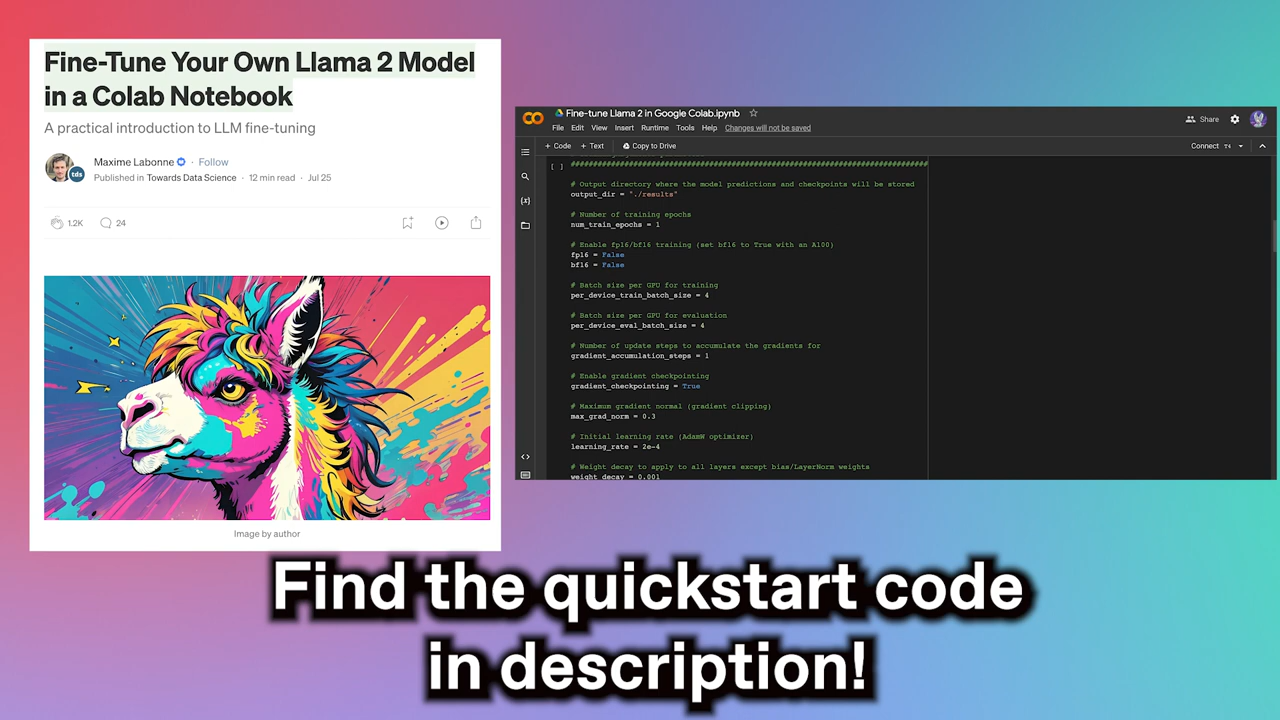 Fine-Tune Your Own Llama 2 Model
in a Colab Notebook
A practical introduction to LLM fine-tuning
Maxime Labonne · Follow
tds
Published in Towards Data Science · 12 min read · Jul 25
1.2K 24
Image by author
Fine-tune Llama 2 in Google Colab.ipynb
File Edit View Insert Runtime Tools Help Changes will not be saved
Share
+ Code + Text Copy to Drive
Connect T4
[ ] ################################################################################
# Output directory where the model predictions and checkpoints will be stored
output_dir = "./results"
# Number of training epochs
num_train_epochs = 1
# Enable fp16/bf16 training (set bf16 to True with an A100)
fp16 = False
bf16 = False
# Batch size per GPU for training
per_device_train_batch_size = 4
# Batch size per GPU for evaluation
per_device_eval_batch_size = 4
# Number of update steps to accumulate the gradients for
gradient_accumulation_steps = 1
# Enable gradient checkpointing
gradient_checkpointing = True
# Maximum gradient normal (gradient clipping)
max_grad_norm = 0.3
# Initial learning rate (AdamW optimizer)
learning_rate = 2e-4
# Weight decay to apply to all layers except bias/LayerNorm weights
weight_decay = 0.001
Find the quickstart code
in description!